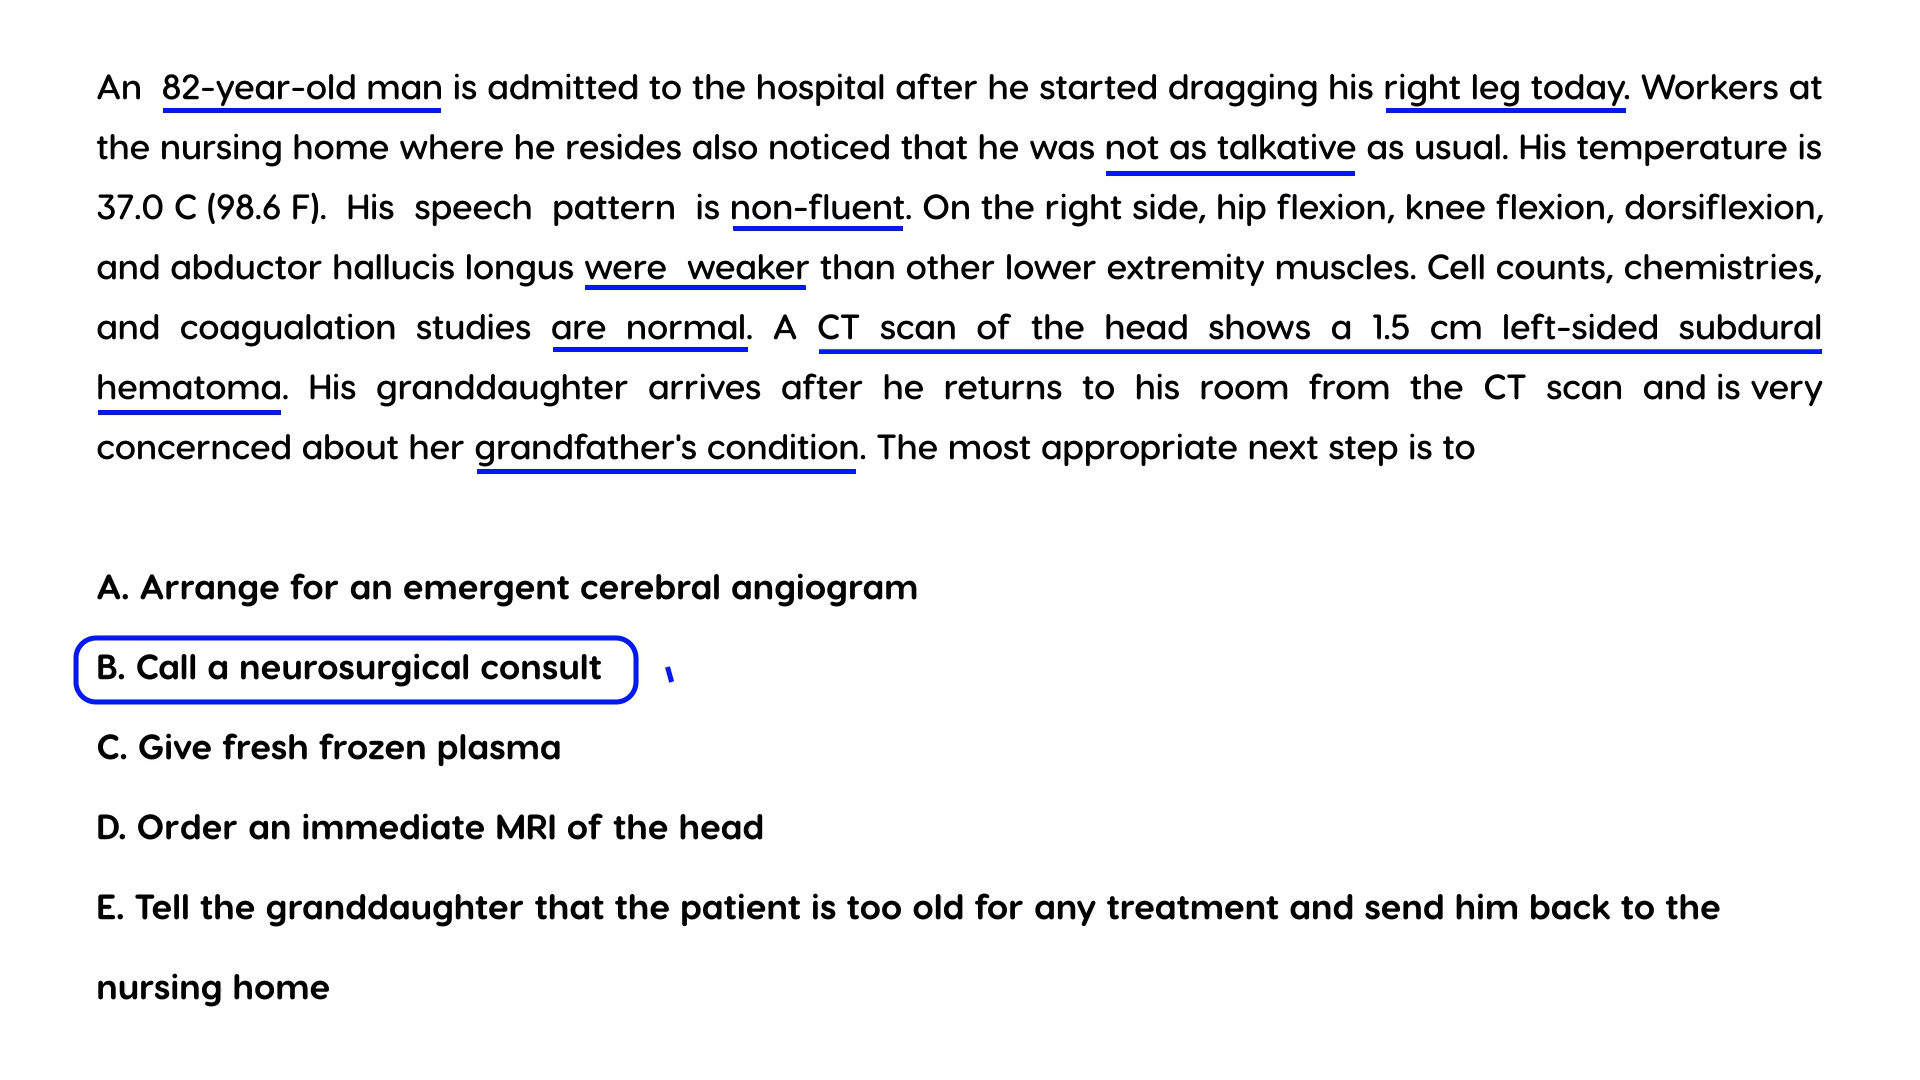 An 82-year-old man is admitted to the hospital after he started dragging his right leg today. Workers at
the nursing home where he resides also noticed that he was not as talkative as usual. His temperature is
37.0 C (98.6 F). His speech pattern is non-fluent. On the right side, hip flexion, knee flexion, dorsiflexion,
and abductor hallucis longus were weaker than other lower extremity muscles. Cell counts, chemistries,
and coagualation studies are normal. A CT scan of the head shows a 1.5 cm left-sided subdural
hematoma. His granddaughter arrives after he returns to his room from the CT scan and is very
concernced about her grandfather's condition. The most appropriate next step is to
A. Arrange for an emergent cerebral angiogram
B. Call a neurosurgical consult
C. Give fresh frozen plasma
D. Order an immediate MRI of the head
E. Tell the granddaughter that the patient is too old for any treatment and send him back to the
nursing home